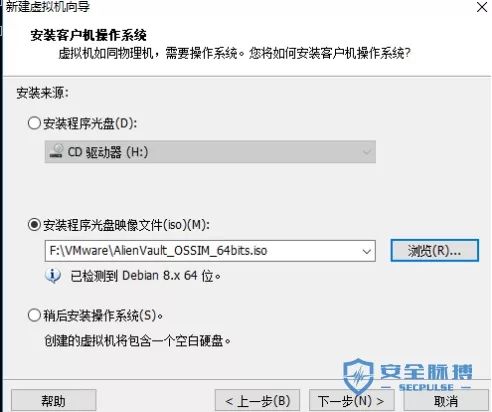 新建虚拟机向导
安装客户机操作系统
虚拟机如同物理机，需要操作系统。您将如何安装客户机操作系统?
安装来源:
安装程序光盘(D):
CD 驱动器 (H:)
安装程序光盘映像文件(iso)(M):
F:\VMware\AlienVault_OSSIM_64bits.iso
浏览(R)...
已检测到 Debian 8.x 64 位。
稍后安装操作系统(S)。
创建的虚拟机将包含一个空白硬盘。
安全脉搏
SECPULSE
帮助
< 上一步(B)
下一步(N) >
取消